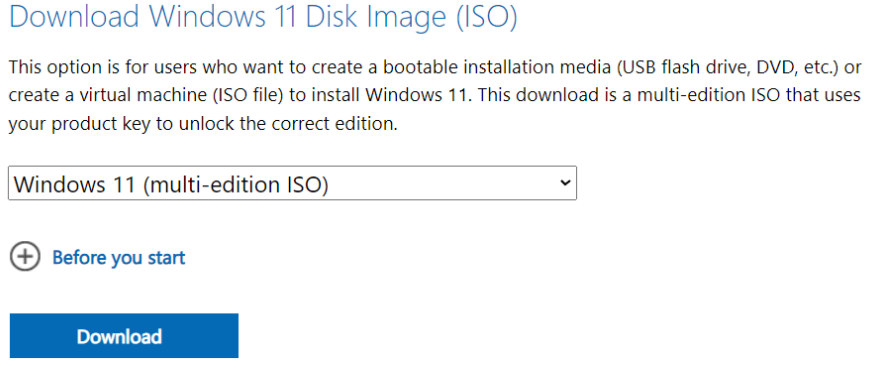 Download Windows 11 Disk Image (ISO)
This option is for users who want to create a bootable installation media (USB flash drive, DVD, etc.) or
create a virtual machine (ISO file) to install Windows 11. This download is a multi-edition ISO that uses
your product key to unlock the correct edition.
Windows 11 (multi-edition ISO)
Before you start
Download